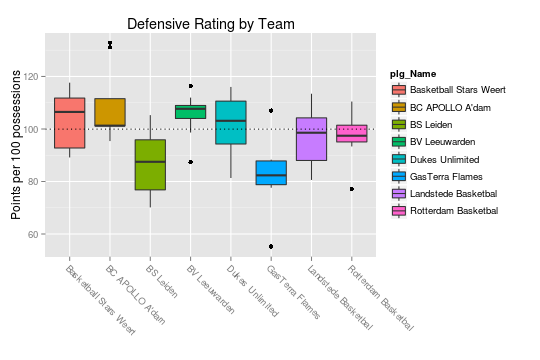 Defensive Rating by Team
Points per 100 possessions
120
100
80
60
Basketball Stars Weert
BC APOLLO A'dam
BS Leiden
BV Leeuwarden
Dukes Unlimited
GasTerra Flames
Landstede Basketbal
Rotterdam Basketbal
plg_Name
Basketball Stars Weert
BC APOLLO A'dam
BS Leiden
BV Leeuwarden
Dukes Unlimited
GasTerra Flames
Landstede Basketbal
Rotterdam Basketbal